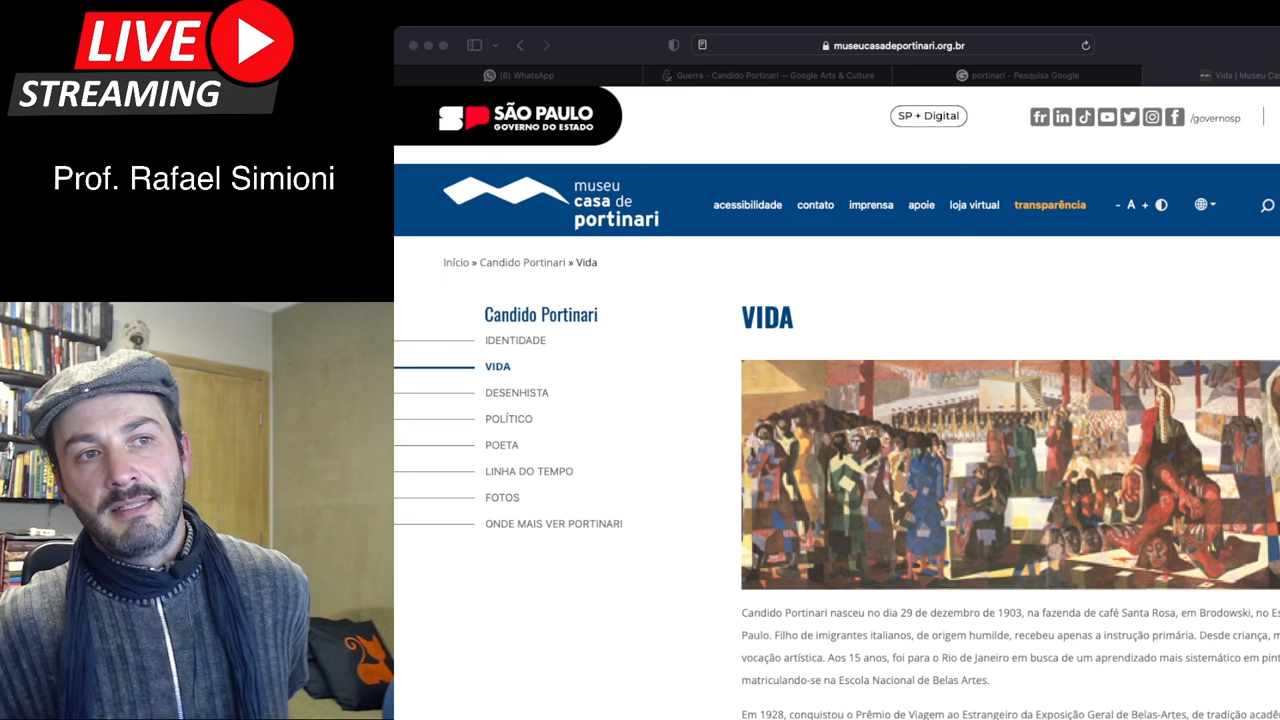 LIVE
STREAMING
Prof. Rafael Simioni
museucasadeportinari.org.br
(6) WhatsApp
Guerra - Candido Portinari — Google Arts & Culture
portinari - Pesquisa Google
Vida | Museu Cas
SÃO PAULO
GOVERNO DO ESTADO
SP + Digital
/governosp
museu
casa de
portinari
acessibilidade contato imprensa apoie loja virtual transparência - A +
Início » Candido Portinari » Vida
Candido Portinari
IDENTIDADE
VIDA
DESENHISTA
POLÍTICO
POETA
LINHA DO TEMPO
FOTOS
ONDE MAIS VER PORTINARI
VIDA
Candido Portinari nasceu no dia 29 de dezembro de 1903, na fazenda de café Santa Rosa, em Brodowski, no Es
Paulo. Filho de imigrantes italianos, de origem humilde, recebeu apenas a instrução primária. Desde criança, m
vocação artística. Aos 15 anos, foi para o Rio de Janeiro em busca de um aprendizado mais sistemático em pint
matriculando-se na Escola Nacional de Belas Artes.
Em 1928, conquistou o Prêmio de Viagem ao Estrangeiro da Exposição Geral de Belas-Artes, de tradição acadê